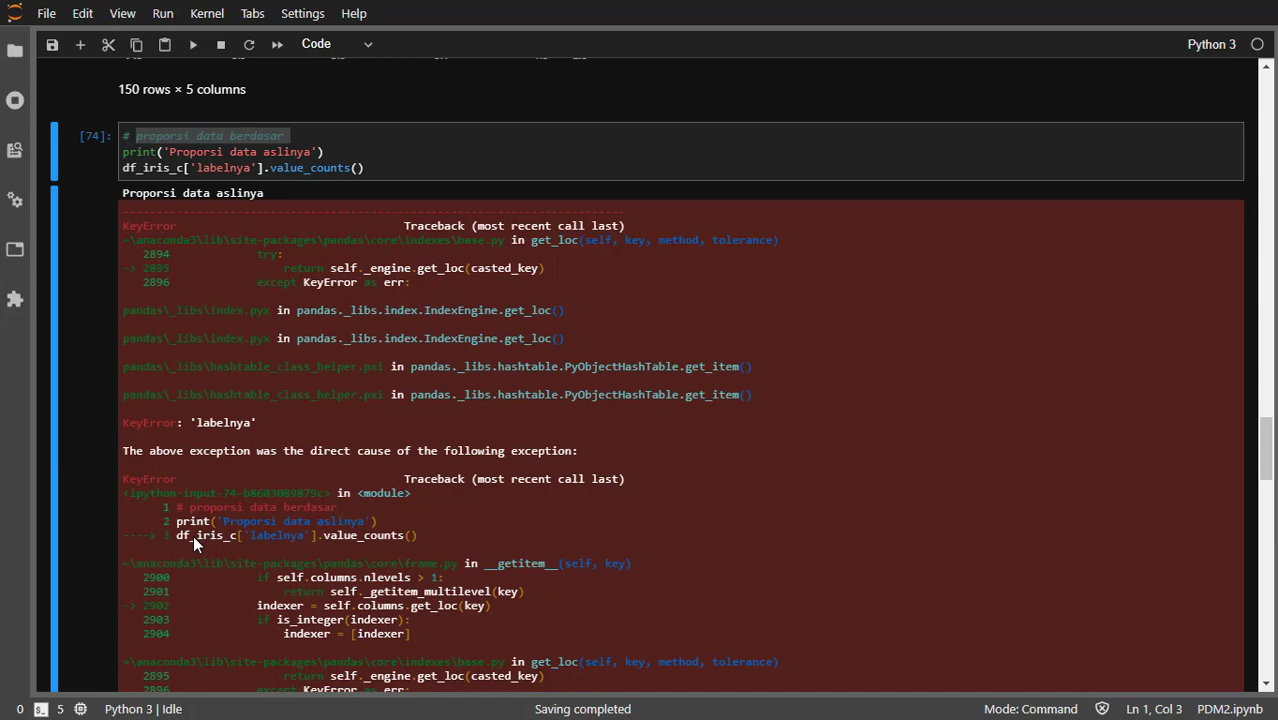 File Edit View Run Kernel Tabs Settings Help
Code Python 3
150 rows × 5 columns
[74]: # proporsi data berdasar
print('Proporsi data aslinya')
df_iris_c['labelnya'].value_counts()
Proporsi data aslinya
---------------------------------------------------------------------------
KeyError Traceback (most recent call last)
~\anaconda3\lib\site-packages\pandas\core\indexes\base.py in get_loc(self, key, method, tolerance)
2894 try:
-> 2895 return self._engine.get_loc(casted_key)
2896 except KeyError as err:
pandas\_libs\index.pyx in pandas._libs.index.IndexEngine.get_loc()
pandas\_libs\index.pyx in pandas._libs.index.IndexEngine.get_loc()
pandas\_libs\hashtable_class_helper.pxi in pandas._libs.hashtable.PyObjectHashTable.get_item()
pandas\_libs\hashtable_class_helper.pxi in pandas._libs.hashtable.PyObjectHashTable.get_item()
KeyError: 'labelnya'
The above exception was the direct cause of the following exception:
KeyError Traceback (most recent call last)
<ipython-input-74-b8603089879c> in <module>
1 # proporsi data berdasar
2 print('Proporsi data aslinya')
----> 3 df_iris_c['labelnya'].value_counts()
~\anaconda3\lib\site-packages\pandas\core\frame.py in __getitem__(self, key)
2900 if self.columns.nlevels > 1:
2901 return self._getitem_multilevel(key)
-> 2902 indexer = self.columns.get_loc(key)
2903 if is_integer(indexer):
2904 indexer = [indexer]
~\anaconda3\lib\site-packages\pandas\core\indexes\base.py in get_loc(self, key, method, tolerance)
2895 return self._engine.get_loc(casted_key)
2896 except KeyError as err:
0 5 Python 3 | Idle Saving completed Mode: Command Ln 1, Col 3 PDM2.ipynb